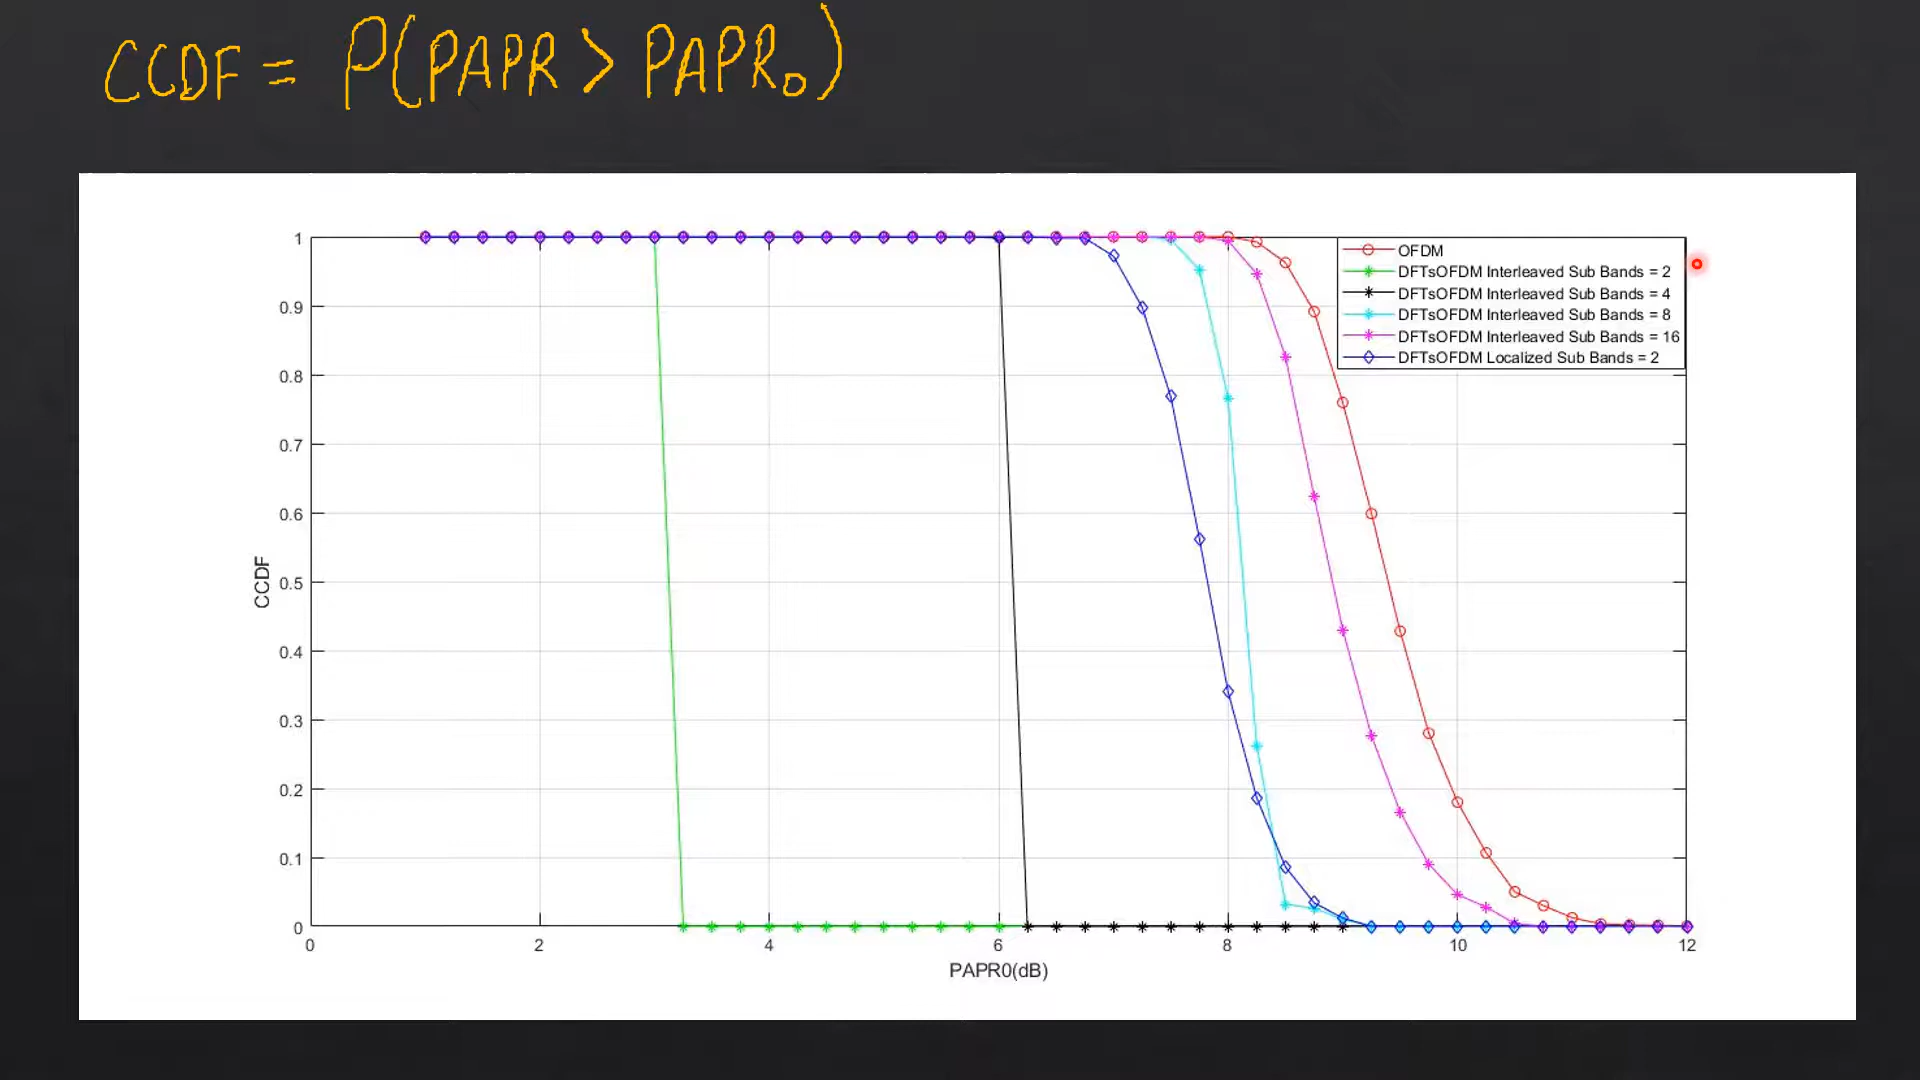 CCDF = P(PAPR > PAPR₀)
OFDM
DFTsOFDM Interleaved Sub Bands = 2
DFTsOFDM Interleaved Sub Bands = 4
DFTsOFDM Interleaved Sub Bands = 8
DFTsOFDM Interleaved Sub Bands = 16
DFTsOFDM Localized Sub Bands = 2
1
0.9
0.8
0.7
0.6
0.5
0.4
0.3
0.2
0.1
0
CCDF
0 2 4 6 8 10 12
PAPR0(dB)